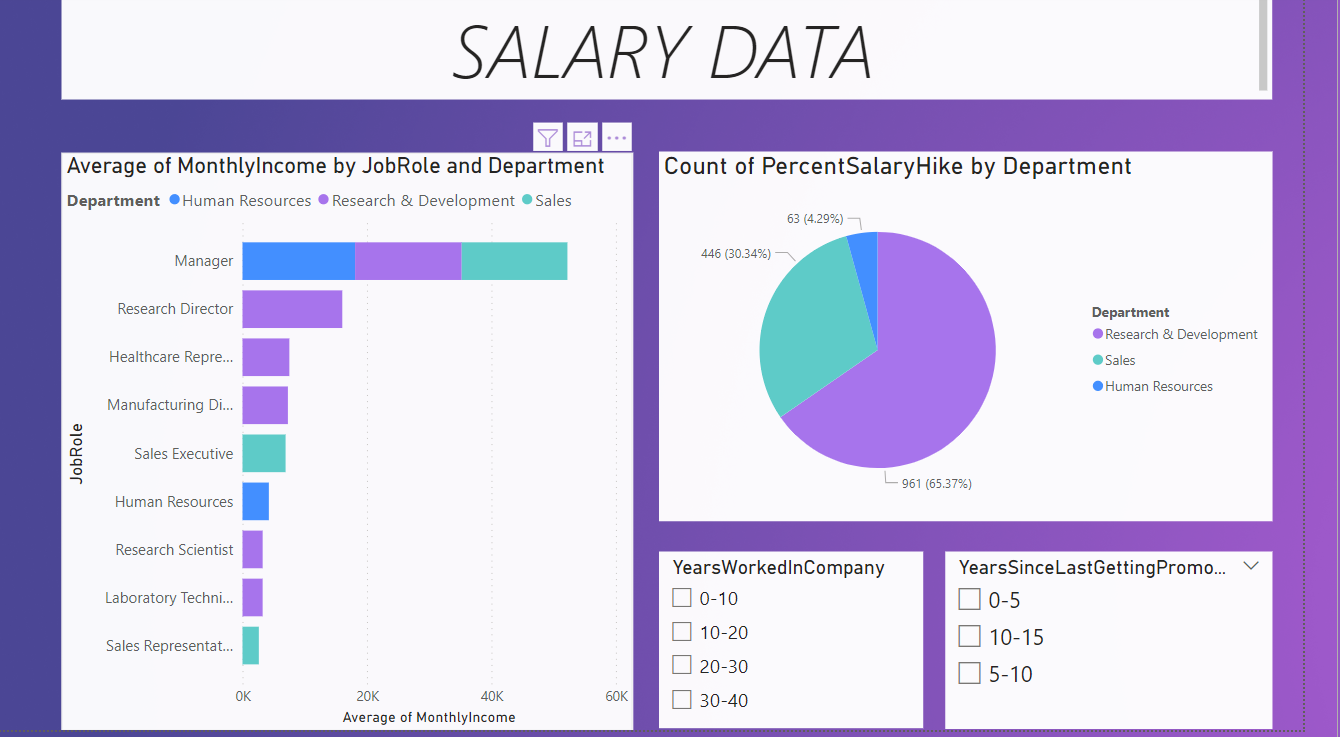 SALARY DATA
Average of MonthlyIncome by JobRole and Department
Department Human Resources Research & Development Sales
JobRole
Manager
Research Director
Healthcare Repre...
Manufacturing Di...
Sales Executive
Human Resources
Research Scientist
Laboratory Techni...
Sales Representat...
0K 20K 40K 60K
Average of MonthlyIncome
Count of PercentSalaryHike by Department
63 (4.29%)
446 (30.34%)
961 (65.37%)
Department
Research & Development
Sales
Human Resources
YearsWorkedInCompany
0-10
10-20
20-30
30-40
YearsSinceLastGettingPromo...
0-5
10-15
5-10